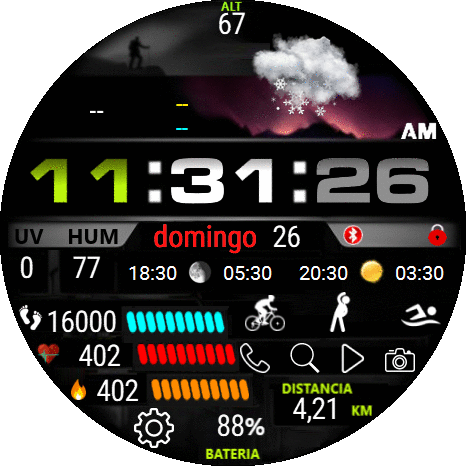 ALT
67
-- --
--
AM
11:31:26
UV HUM domingo 26
0 77 18:30 05:30 20:30 03:30
16000
402
402
DISTANCIA
4,21 KM
88%
BATERIA